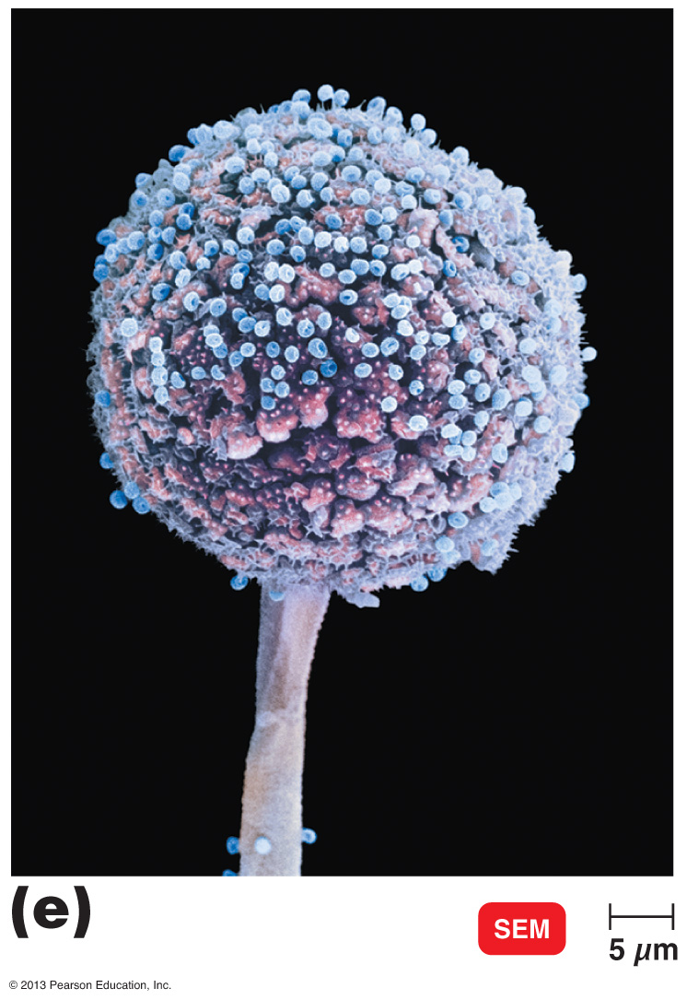 (e)
SEM
5 μm
© 2013 Pearson Education, Inc.